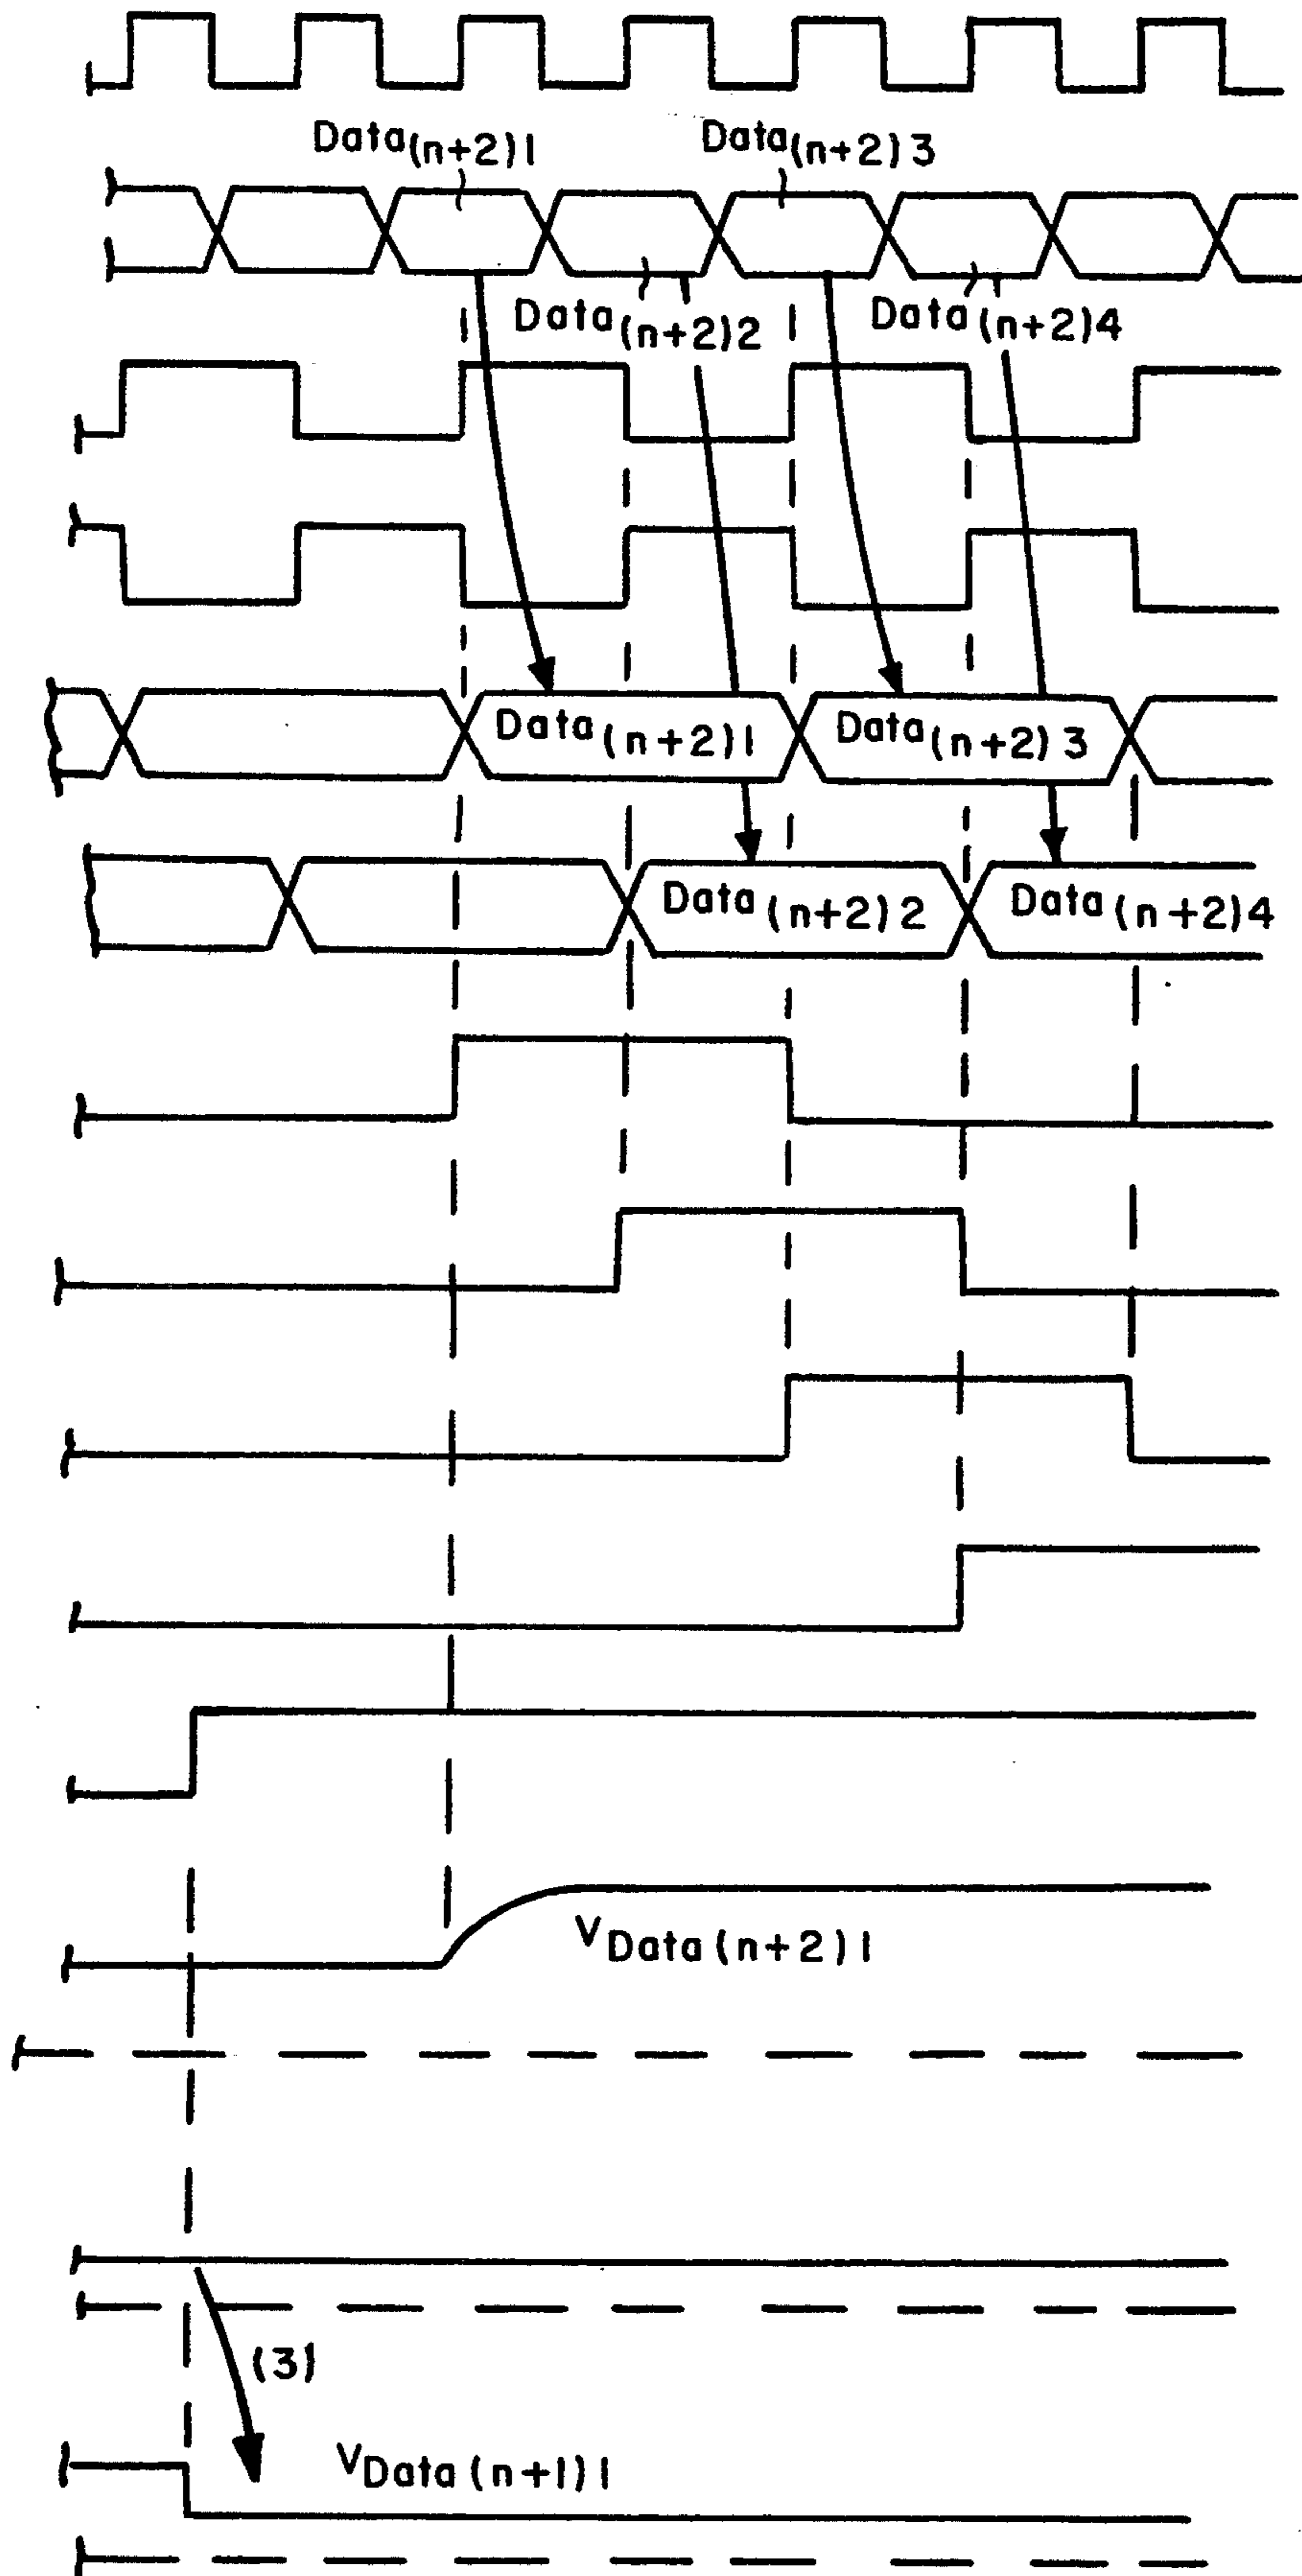 Data(n+2)1 Data(n+2)3
Data(n+2)2 Data(n+2)4
Data(n+2)1 Data(n+2)3
Data(n+2)2 Data(n+2)4
VData(n+2)1
(3)
VData(n+1)1